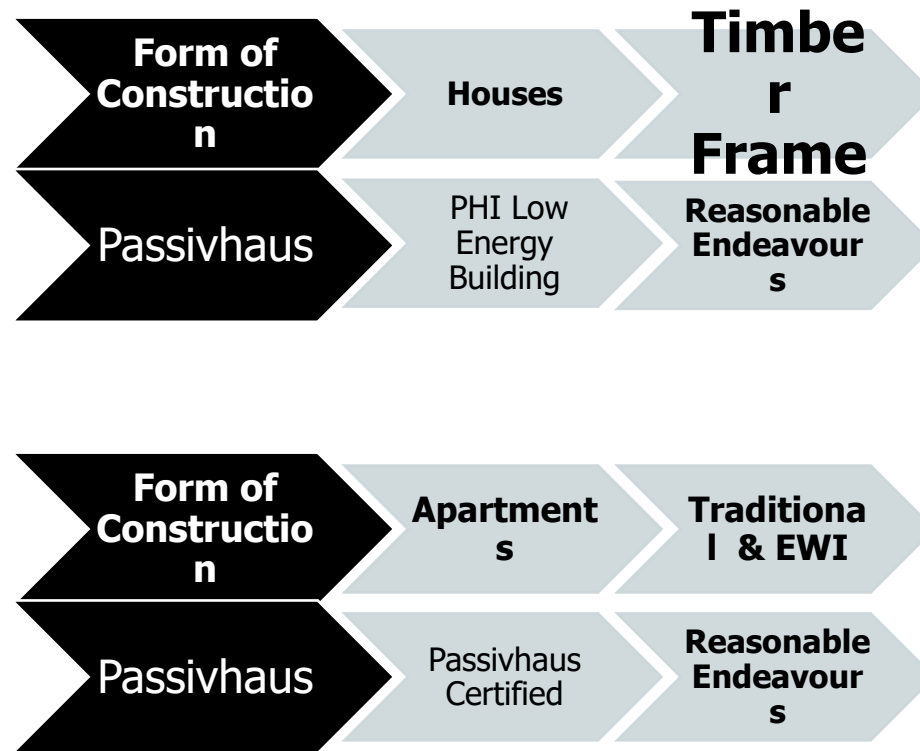 Form of
Constructio
n
Houses
Timbe
r
Frame
Passivhaus
PHI Low
Energy
Building
Reasonable
Endeavour
s
Form of
Constructio
n
Apartment
s
Traditiona
l & EWI
Passivhaus
Passivhaus
Certified
Reasonable
Endeavour
s